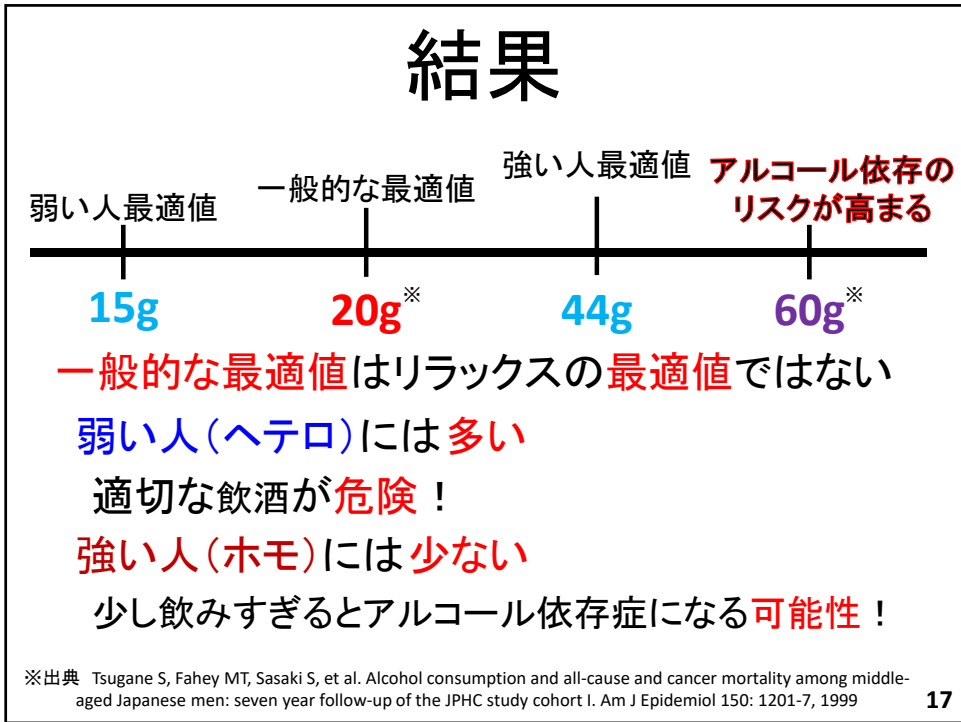 結果
弱い人最適値
一般的な最適値
強い人最適値
アルコール依存の
リスクが高まる
15g
20g※
44g
60g※
一般的な最適値はリラックスの最適値ではない
弱い人(ヘテロ)には多い
適切な飲酒が危険！
強い人(ホモ)には少ない
少し飲みすぎるとアルコール依存症になる可能性！
※出典 Tsugane S, Fahey MT, Sasaki S, et al. Alcohol consumption and all-cause and cancer mortality among middle-
aged Japanese men: seven year follow-up of the JPHC study cohort I. Am J Epidemiol 150: 1201-7, 1999
17